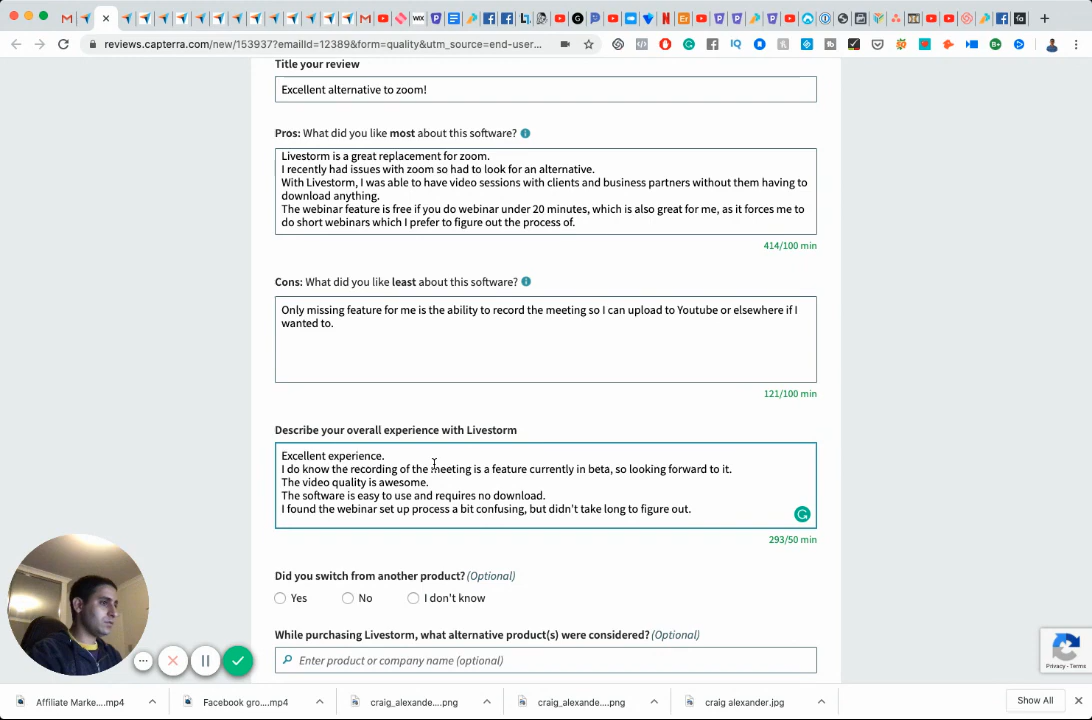 reviews.capterra.com/new/153937?emailId=12389&form=quality&utm_source=end-user...
Title your review
Excellent alternative to zoom!
Pros: What did you like most about this software?
Livestorm is a great replacement for zoom.
I recently had issues with zoom so had to look for an alternative.
With Livestorm, I was able to have video sessions with clients and business partners without them having to
download anything.
The webinar feature is free if you do webinar under 20 minutes, which is also great for me, as it forces me to
do short webinars which I prefer to figure out the process of.
414/100 min
Cons: What did you like least about this software?
Only missing feature for me is the ability to record the meeting so I can upload to Youtube or elsewhere if I
wanted to.
121/100 min
Describe your overall experience with Livestorm
Excellent experience.
I do know the recording of the meeting is a feature currently in beta, so looking forward to it.
The video quality is awesome.
The software is easy to use and requires no download.
I found the webinar set up process a bit confusing, but didn't take long to figure out.
293/50 min
Did you switch from another product? (Optional)
Yes No I don't know
While purchasing Livestorm, what alternative product(s) were considered? (Optional)
Enter product or company name (optional)
Privacy - Terms
Affiliate Marke....mp4 Facebook gro....mp4 craig_alexande....png craig_alexande....png craig alexander.jpg Show All